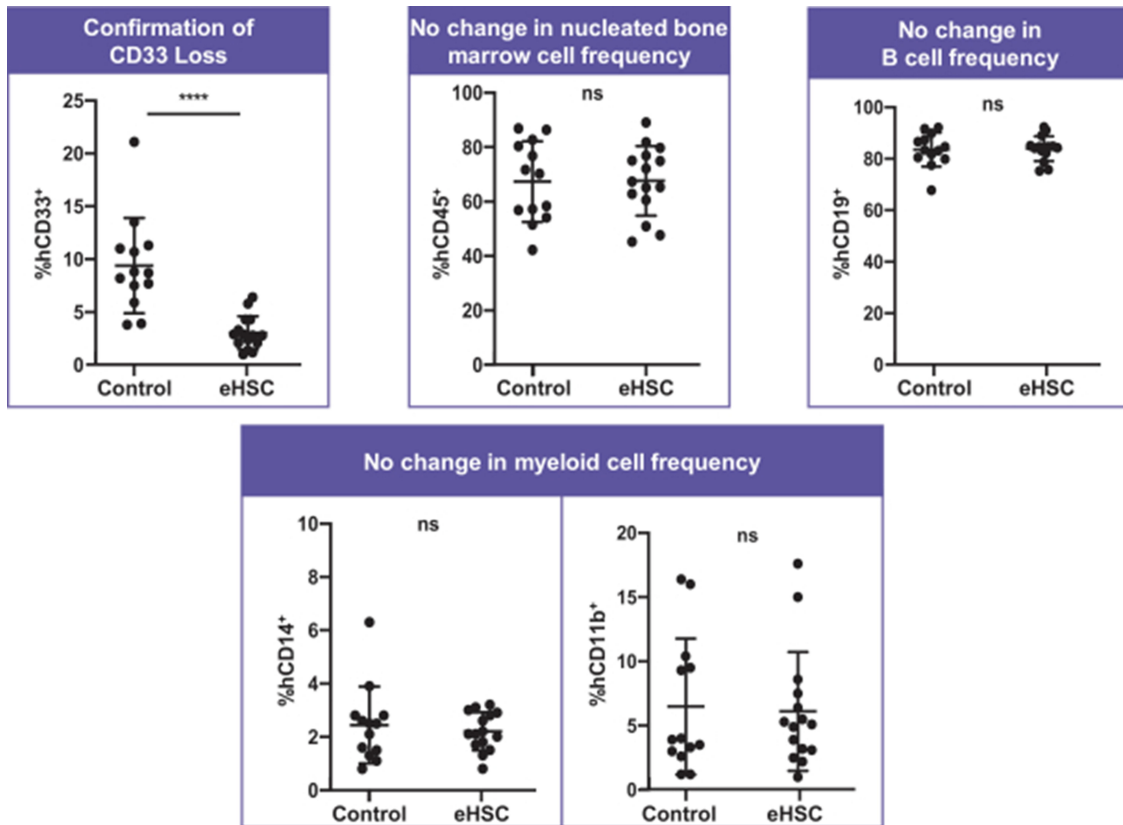 Confirmation of
CD33 Loss
****
%hCD33+
25
20
15
10
5
0
Control eHSC
No change in nucleated bone
marrow cell frequency
ns
%hCD45+
100
80
60
40
20
0
Control eHSC
No change in
B cell frequency
ns
%hCD19+
100
80
60
40
20
0
Control eHSC
No change in myeloid cell frequency
ns
%hCD14+
10
8
6
4
2
0
Control eHSC
ns
%hCD11b+
20
15
10
5
0
Control eHSC